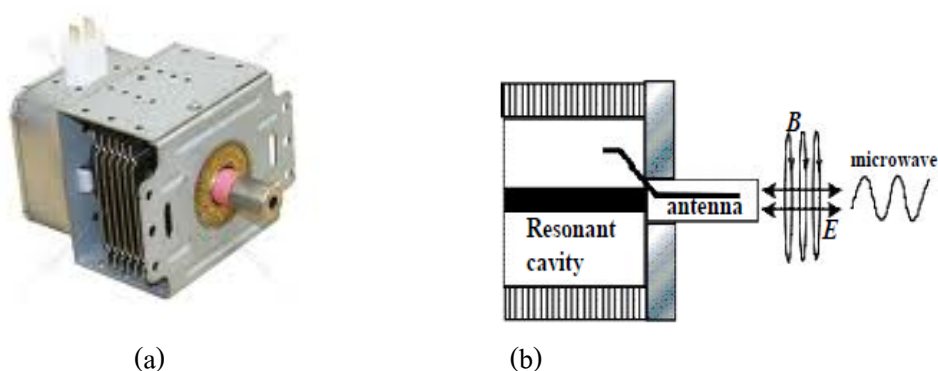 B
microwave
antenna
E
Resonant
cavity
(a)
(b)